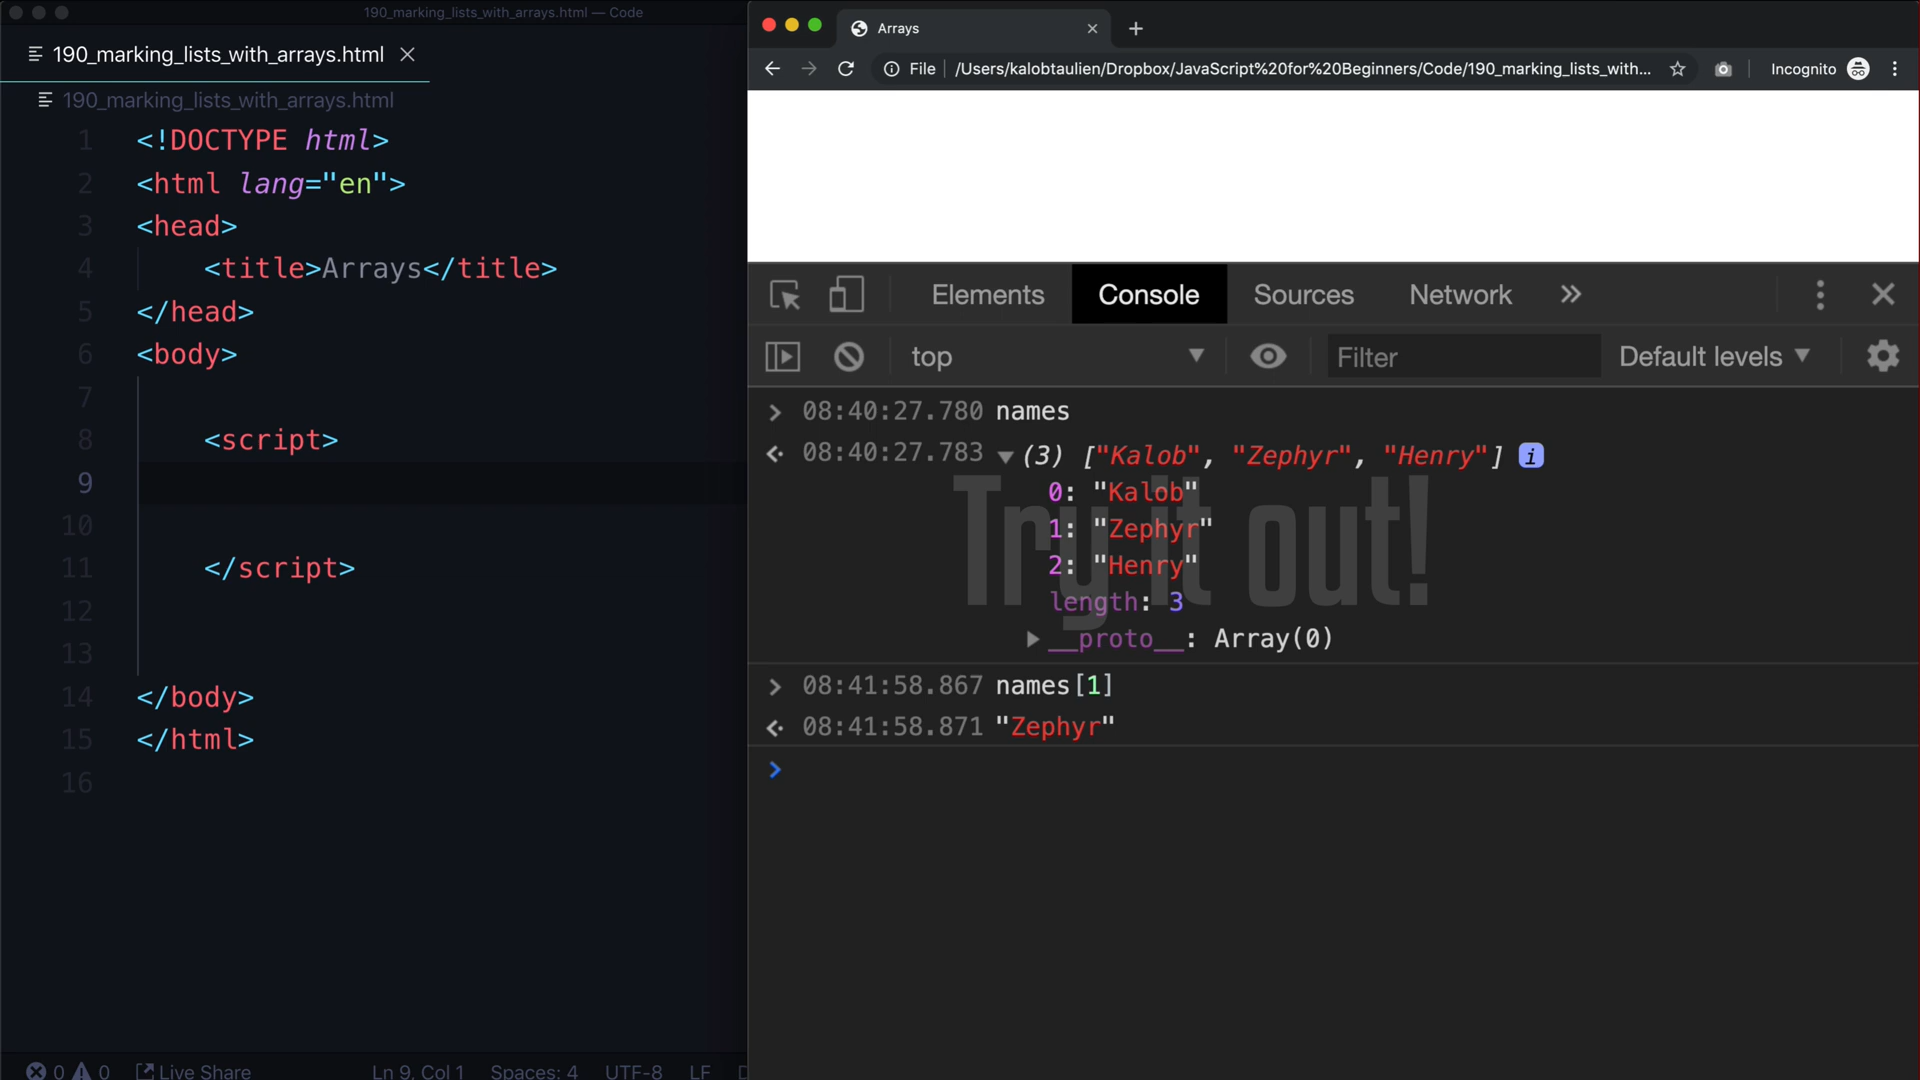 190_marking_lists_with_arrays.html — Code
190_marking_lists_with_arrays.html
190_marking_lists_with_arrays.html
1 <!DOCTYPE html>
2 <html lang="en">
3 <head>
4 <title>Arrays</title>
5 </head>
6 <body>
7
8 <script>
9
10
11 </script>
12
13
14 </body>
15 </html>
16
0 0 Live Share Ln 9, Col 1 Spaces: 4 UTF-8 LF
Arrays
File /Users/kalobtaulien/Dropbox/JavaScript%20for%20Beginners/Code/190_marking_lists_with... Incognito
Elements Console Sources Network
top Filter Default levels
08:40:27.780 names
08:40:27.783 (3) ["Kalob", "Zephyr", "Henry"] i
0: "Kalob"
1: "Zephyr"
2: "Henry"
length: 3
__proto__: Array(0)
Try it out!
08:41:58.867 names[1]
08:41:58.871 "Zephyr"